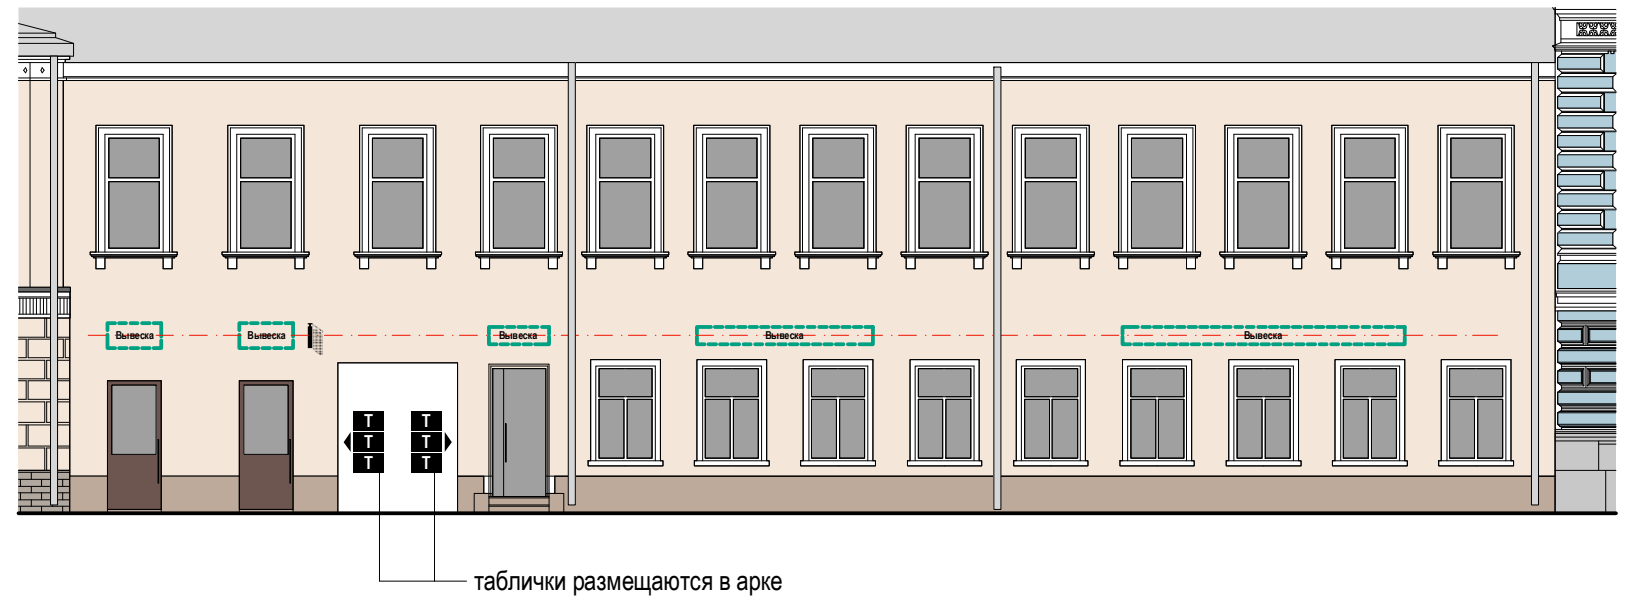 Вывеска
Вывеска
Вывеска
Вывеска
Вывеска
Т Т
Т Т
Т Т
таблички размещаются в арке